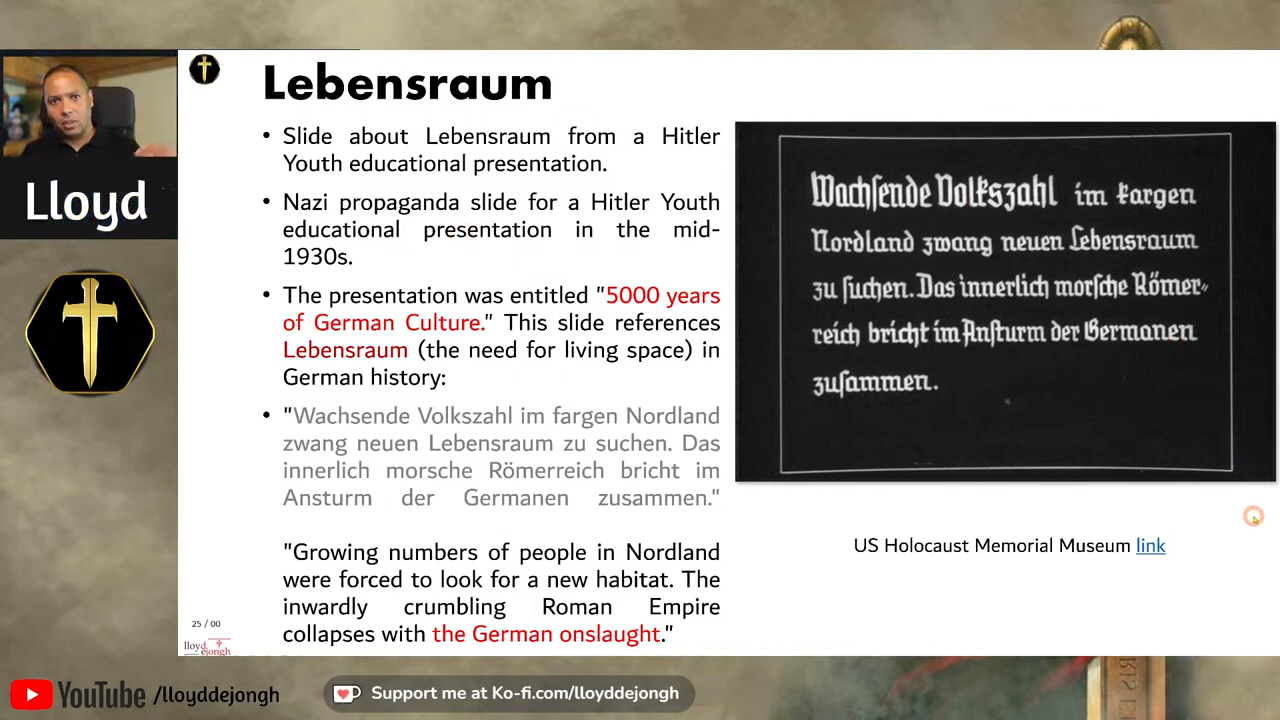 Lebensraum
Lloyd
• Slide about Lebensraum from a Hitler
Youth educational presentation.
• Nazi propaganda slide for a Hitler Youth
educational presentation in the mid-
1930s.
• The presentation was entitled "5000 years
of German Culture." This slide references
Lebensraum (the need for living space) in
German history:
• "Wachsende Volkszahl im fargen Nordland
zwang neuen Lebensraum zu suchen. Das
innerlich morsche Römerreich bricht im
Ansturm der Germanen zusammen."
"Growing numbers of people in Nordland
were forced to look for a new habitat. The
inwardly crumbling Roman Empire
collapses with the German onslaught."
Wachsende Volkszahl im kargen
Nordland zwang neuen Lebensraum
zu suchen. Das innerlich morsche Römer-
reich bricht im Ansturm der Germanen
zusammen.
US Holocaust Memorial Museum link
25 / 00
lloyd
ejongh
YouTube /lloyddejongh
Support me at Ko-fi.com/lloyddejongh